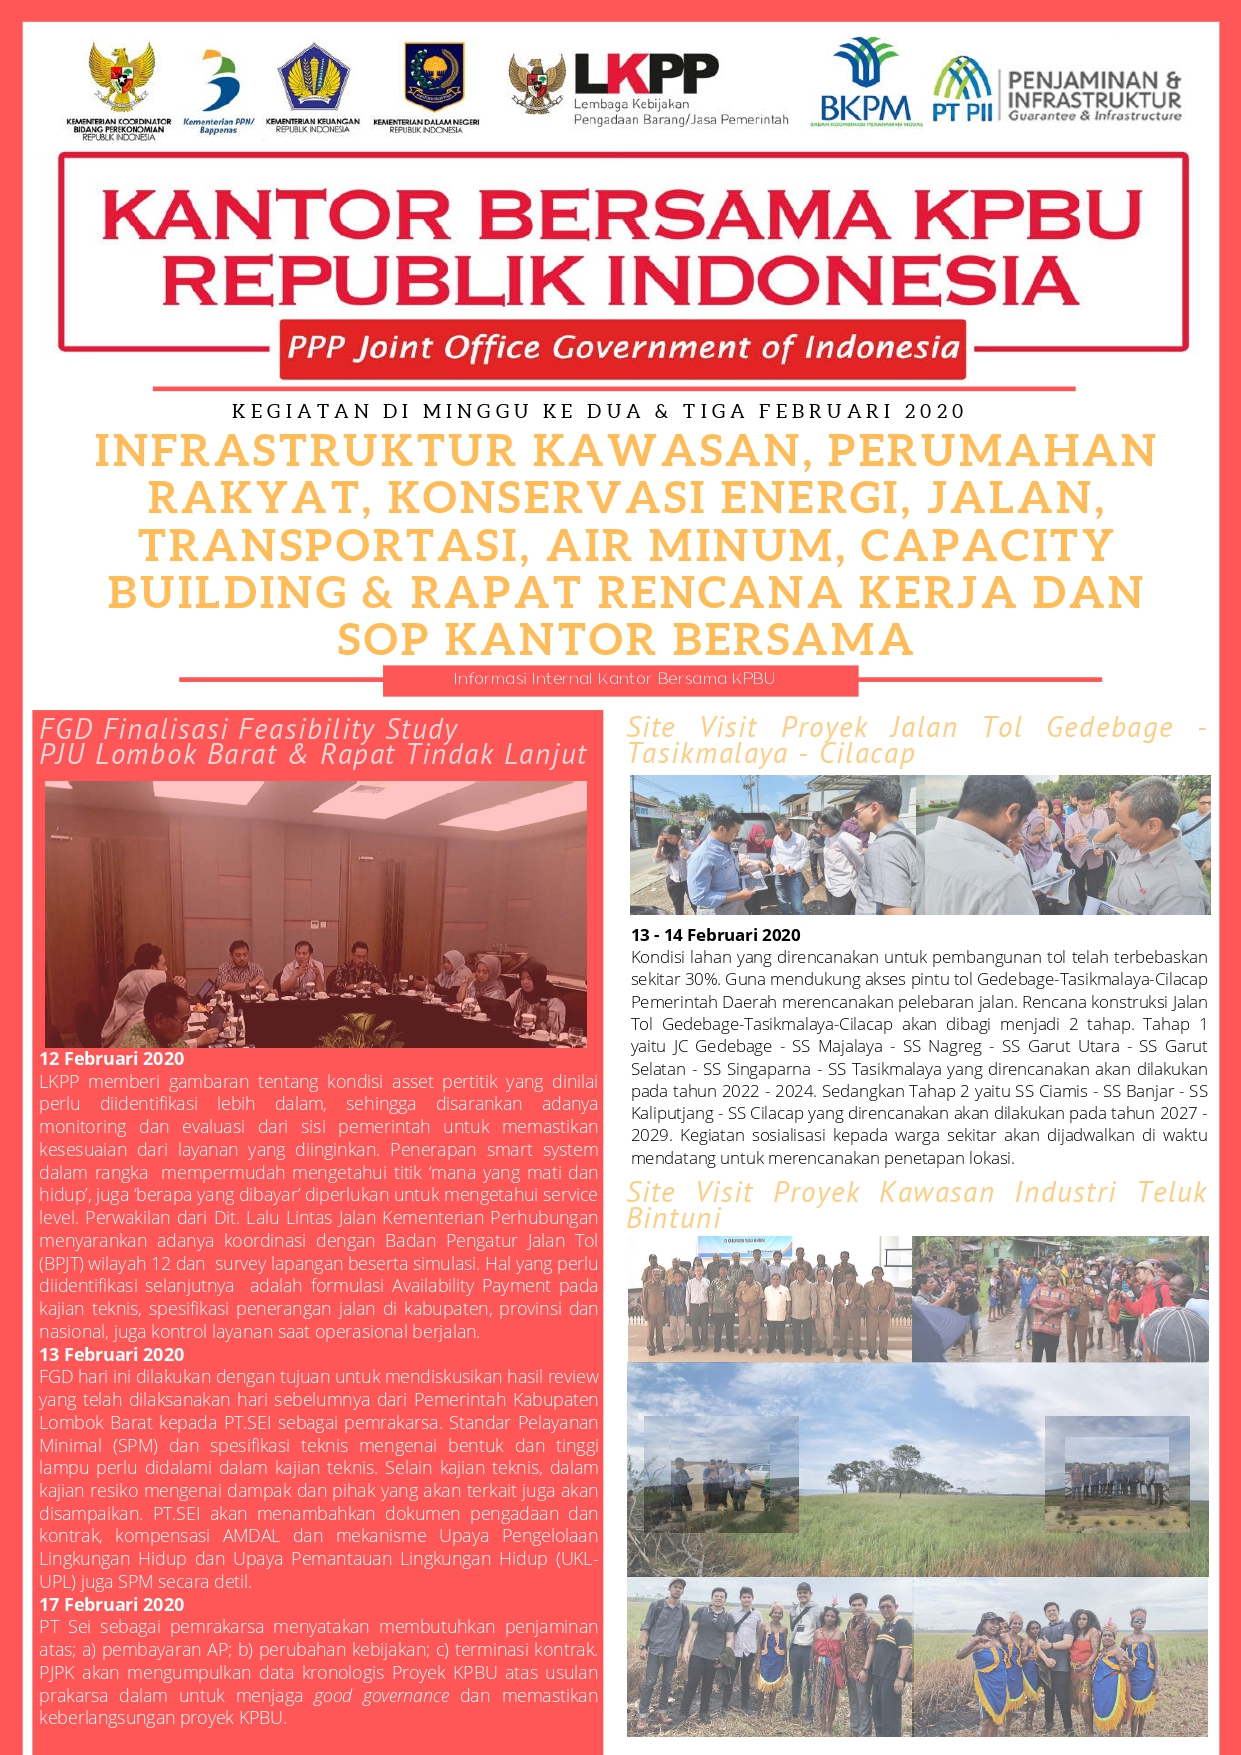 KEMENTERIAN KOORDINATOR
BIDANG PEREKONOMIAN
REPUBLIK INDONESIA
Kementerian PPN/
Bappenas
KEMENTERIAN KEUANGAN
REPUBLIK INDONESIA
KEMENTERIAN DALAM NEGERI
REPUBLIK INDONESIA
LKPP
Lembaga Kebijakan
Pengadaan Barang/Jasa Pemerintah
BKPM
BADAN KOORDINASI PENANAMAN MODAL
PT PII
PENJAMINAN &
INFRASTRUKTUR
Guarantee & Infrastructure
KANTOR BERSAMA KPBU
REPUBLIK INDONESIA
PPP Joint Office Government of Indonesia
KEGIATAN DI MINGGU KE DUA & TIGA FEBRUARI 2020
INFRASTRUKTUR KAWASAN, PERUMAHAN
RAKYAT, KONSERVASI ENERGI, JALAN,
TRANSPORTASI, AIR MINUM, CAPACITY
BUILDING & RAPAT RENCANA KERJA DAN
SOP KANTOR BERSAMA
Informasi Internal Kantor Bersama KPBU
FGD Finalisasi Feasibility Study
PJU Lombok Barat & Rapat Tindak Lanjut
12 Februari 2020
LKPP memberi gambaran tentang kondisi asset pertitik yang dinilai
perlu diidentifikasi lebih dalam, sehingga disarankan adanya
monitoring dan evaluasi dari sisi pemerintah untuk memastikan
kesesuaian dari layanan yang diinginkan. Penerapan smart system
dalam rangka mempermudah mengetahui titik ‘mana yang mati dan
hidup’, juga ‘berapa yang dibayar’ diperlukan untuk mengetahui service
level. Perwakilan dari Dit. Lalu Lintas Jalan Kementerian Perhubungan
menyarankan adanya koordinasi dengan Badan Pengatur Jalan Tol
(BPJT) wilayah 12 dan survey lapangan beserta simulasi. Hal yang perlu
diidentifikasi selanjutnya adalah formulasi Availability Payment pada
kajian teknis, spesifikasi penerangan jalan di kabupaten, provinsi dan
nasional, juga kontrol layanan saat operasional berjalan.
13 Februari 2020
FGD hari ini dilakukan dengan tujuan untuk mendiskusikan hasil review
yang telah dilaksanakan hari sebelumnya dari Pemerintah Kabupaten
Lombok Barat kepada PT.SEI sebagai pemrakarsa. Standar Pelayanan
Minimal (SPM) dan spesifikasi teknis mengenai bentuk dan tinggi
lampu perlu didalami dalam kajian teknis. Selain kajian teknis, dalam
kajian resiko mengenai dampak dan pihak yang akan terkait juga akan
disampaikan. PT.SEI akan menambahkan dokumen pengadaan dan
kontrak, kompensasi AMDAL dan mekanisme Upaya Pengelolaan
Lingkungan Hidup dan Upaya Pemantauan Lingkungan Hidup (UKL-
UPL) juga SPM secara detil.
17 Februari 2020
PT Sei sebagai pemrakarsa menyatakan membutuhkan penjaminan
atas; a) pembayaran AP; b) perubahan kebijakan; c) terminasi kontrak.
PJPK akan mengumpulkan data kronologis Proyek KPBU atas usulan
prakarsa dalam untuk menjaga good governance dan memastikan
keberlangsungan proyek KPBU.
Site Visit Proyek Jalan Tol Gedebage -
Tasikmalaya - Cilacap
13 - 14 Februari 2020
Kondisi lahan yang direncanakan untuk pembangunan tol telah terbebaskan
sekitar 30%. Guna mendukung akses pintu tol Gedebage-Tasikmalaya-Cilacap
Pemerintah Daerah merencanakan pelebaran jalan. Rencana konstruksi Jalan
Tol Gedebage-Tasikmalaya-Cilacap akan dibagi menjadi 2 tahap. Tahap 1
yaitu JC Gedebage - SS Majalaya - SS Nagreg - SS Garut Utara - SS Garut
Selatan - SS Singaparna - SS Tasikmalaya yang direncanakan akan dilakukan
pada tahun 2022 - 2024. Sedangkan Tahap 2 yaitu SS Ciamis - SS Banjar - SS
Kaliputjang - SS Cilacap yang direncanakan akan dilakukan pada tahun 2027 -
2029. Kegiatan sosialisasi kepada warga sekitar akan dijadwalkan di waktu
mendatang untuk merencanakan penetapan lokasi.
Site Visit Proyek Kawasan Industri Teluk
Bintuni